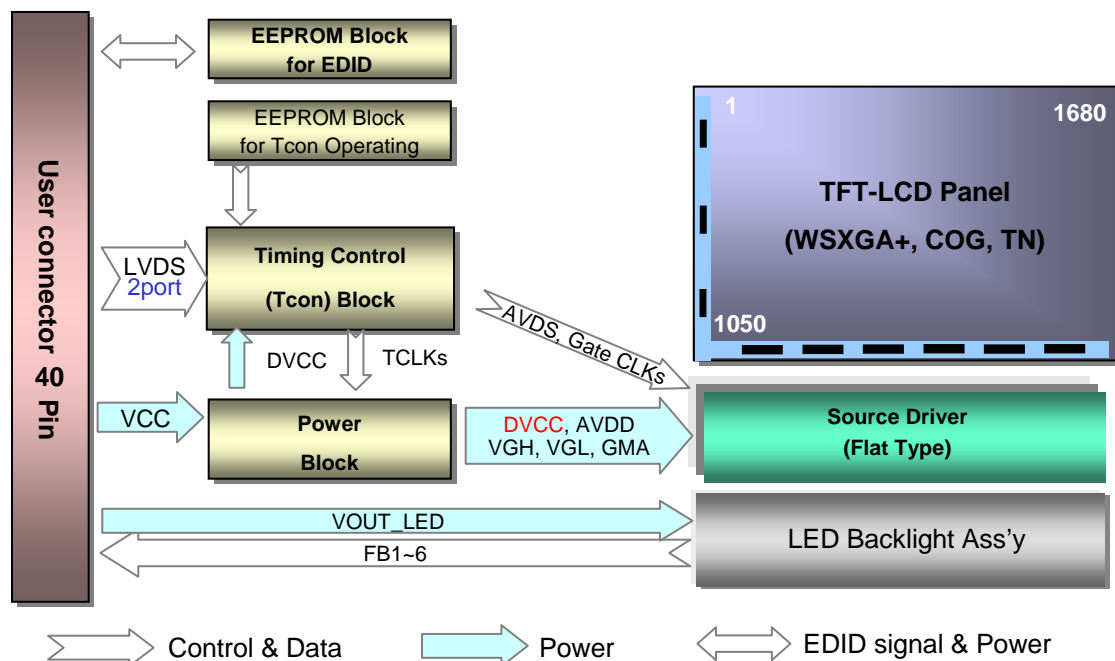 User connector 40 Pin
EEPROM Block
for EDID
EEPROM Block
for Tcon Operating
LVDS
2port
Timing Control
(Tcon) Block
DVCC
TCLKs
VCC
Power
Block
AVDS, Gate CLKs
DVCC, AVDD
VGH, VGL, GMA
VOUT_LED
FB1~6
1
1680
TFT-LCD Panel
(WSXGA+, COG, TN)
1050
Source Driver
(Flat Type)
LED Backlight Ass'y
Control & Data
Power
EDID signal & Power